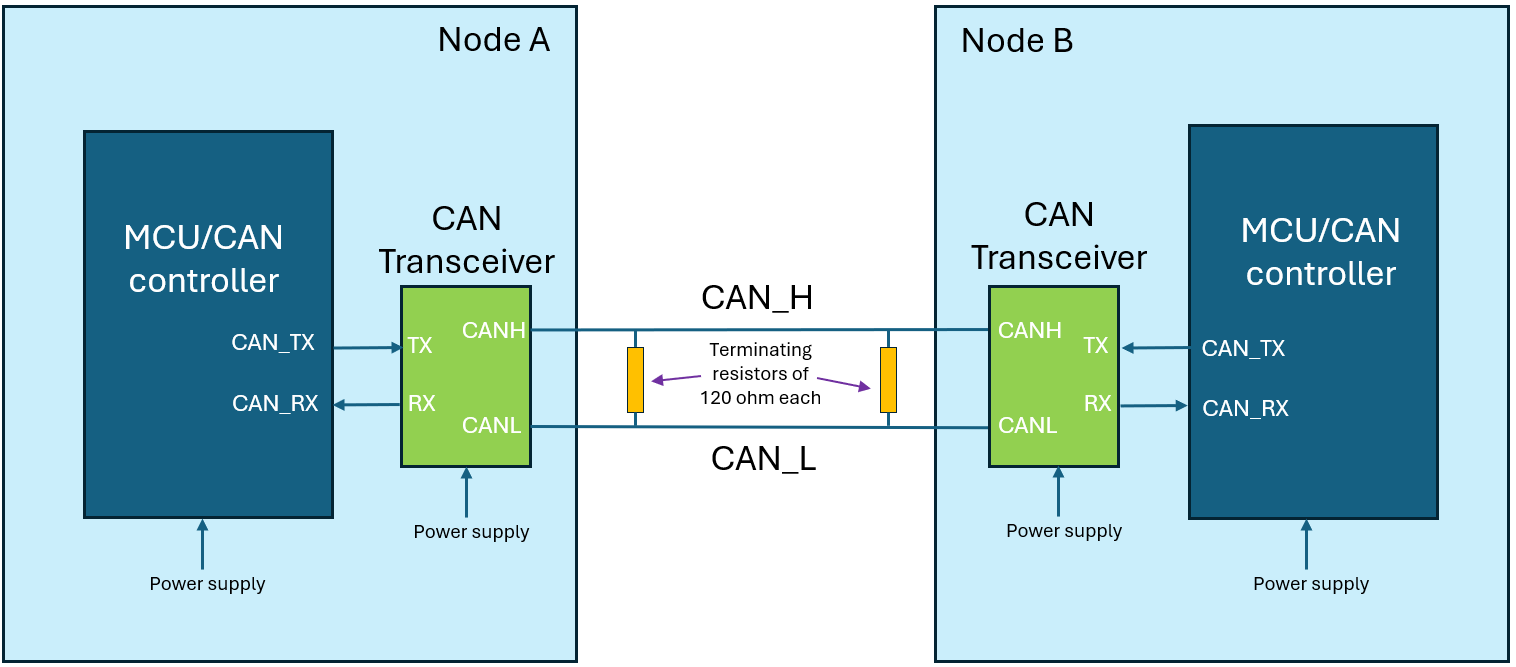 Node A
MCU/CAN
controller
CAN_TX
CAN_RX
Power supply
CAN
Transceiver
CANH
TX
RX
CANL
Power supply
CAN_H
Terminating
resistors of
120 ohm each
CAN_L
Node B
CAN
Transceiver
CANH
TX
RX
CANL
Power supply
MCU/CAN
controller
CAN_TX
CAN_RX
Power supply